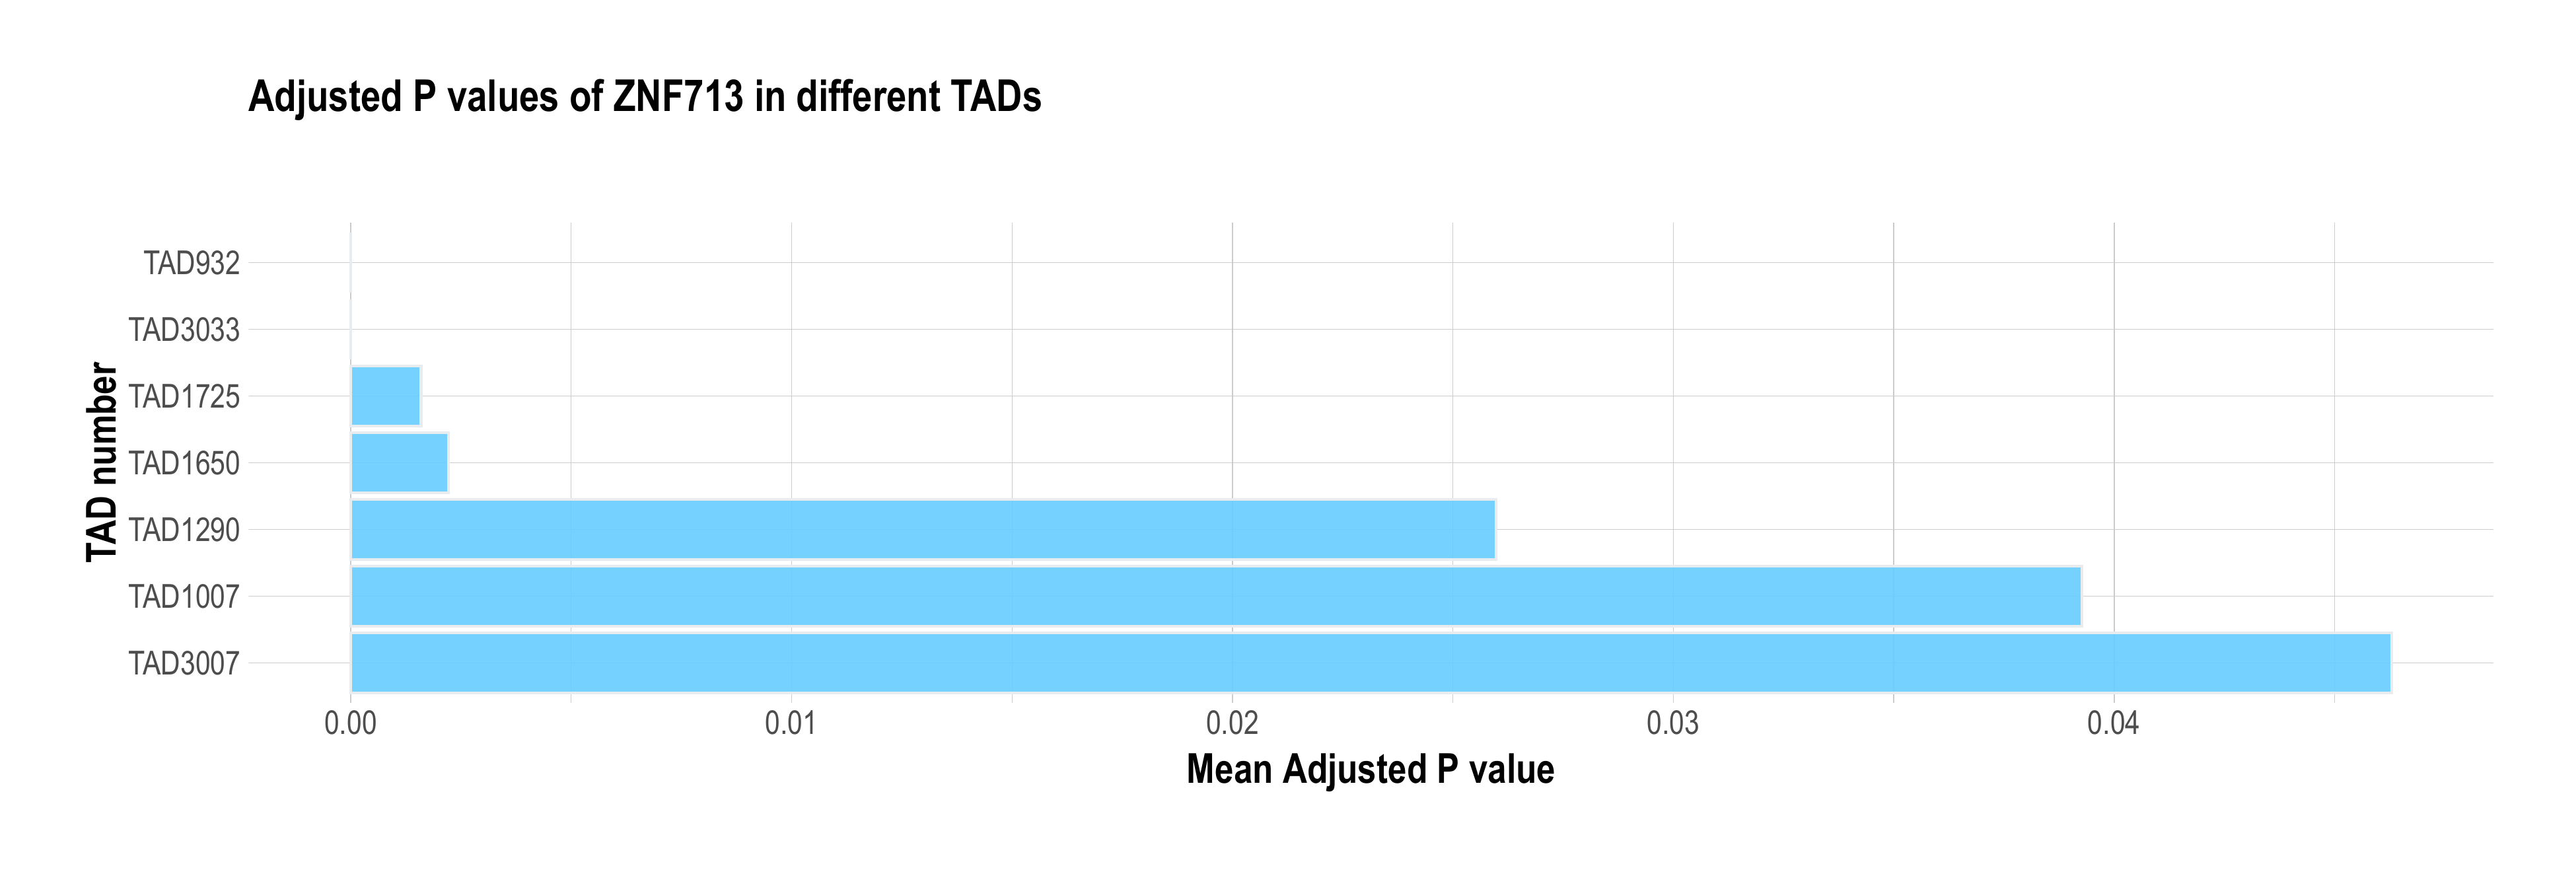 Adjusted P values of ZNF713 in different TADs
TAD number
TAD932
TAD3033
TAD1725
TAD1650
TAD1290
TAD1007
TAD3007
0.00 0.01 0.02 0.03 0.04
Mean Adjusted P value